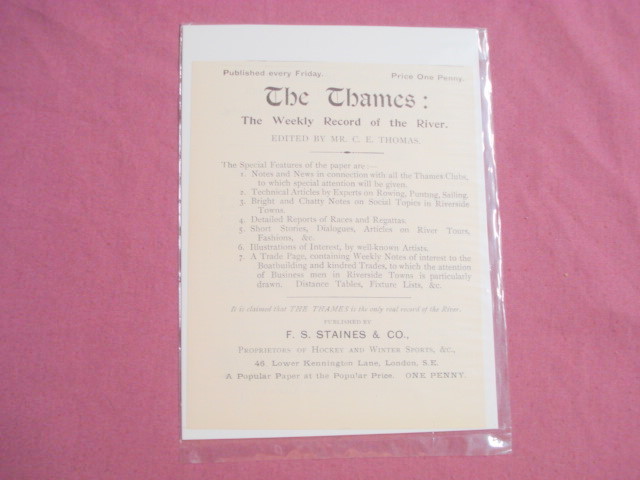 Published every Friday. Price One Penny.
The Thames:
The Weekly Record of the River.
EDITED BY MR. C. E. THOMAS.
The Special Features of the paper are:—
1. Notes and News in connection with all the Thames Clubs,
to which special attention will be given.
2. Technical Articles by Experts on Rowing, Punting, Sailing.
3. Bright and Chatty Notes on Social Topics in Riverside
Towns.
4. Detailed Reports of Races and Regattas.
5. Short Stories, Dialogues, Articles on River Tours,
Fashions, &c.
6. Illustrations of Interest, by well-known Artists.
7. A Trade Page, containing Weekly Notes of interest to the
Boatbuilding and kindred Trades, to which the attention
of Business men in Riverside Towns is particularly
drawn. Distance Tables, Fixture Lists, &c.
It is claimed that THE THAMES is the only real record of the River.
PUBLISHED BY
F. S. STAINES & CO.,
PROPRIETORS OF HOCKEY AND WINTER SPORTS, &C.,
46, Lower Kennington Lane, London, S.E.
A Popular Paper at the Popular Price. ONE PENNY.